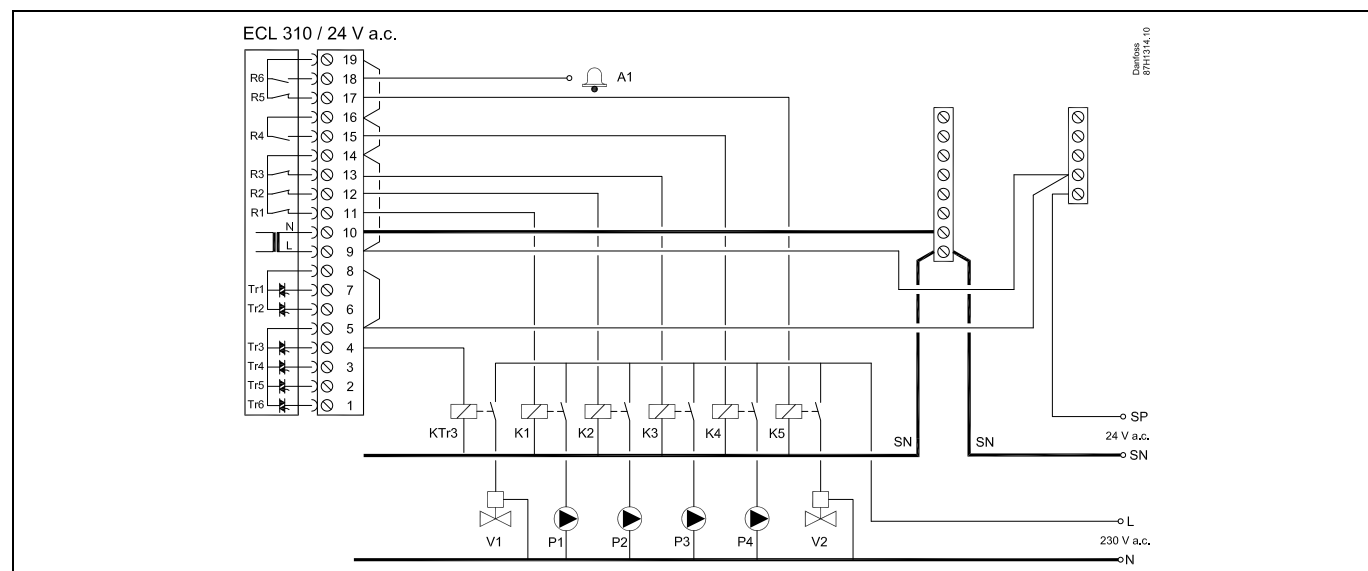 ECL 310 / 24 V a.c.
Danfoss
87H1314.10
19
R6 18 A1
R5 17
16
R4 15
14
R3 13
R2 12
R1 11
N 10
L 9
8
Tr1 7
Tr2 6
5
Tr3 4
Tr4 3
Tr5 2
Tr6 1
SP
24 V a.c.
KTr3 K1 K2 K3 K4 K5
SN SN SN
L
V1 P1 P2 P3 P4 V2
230 V a.c.
N